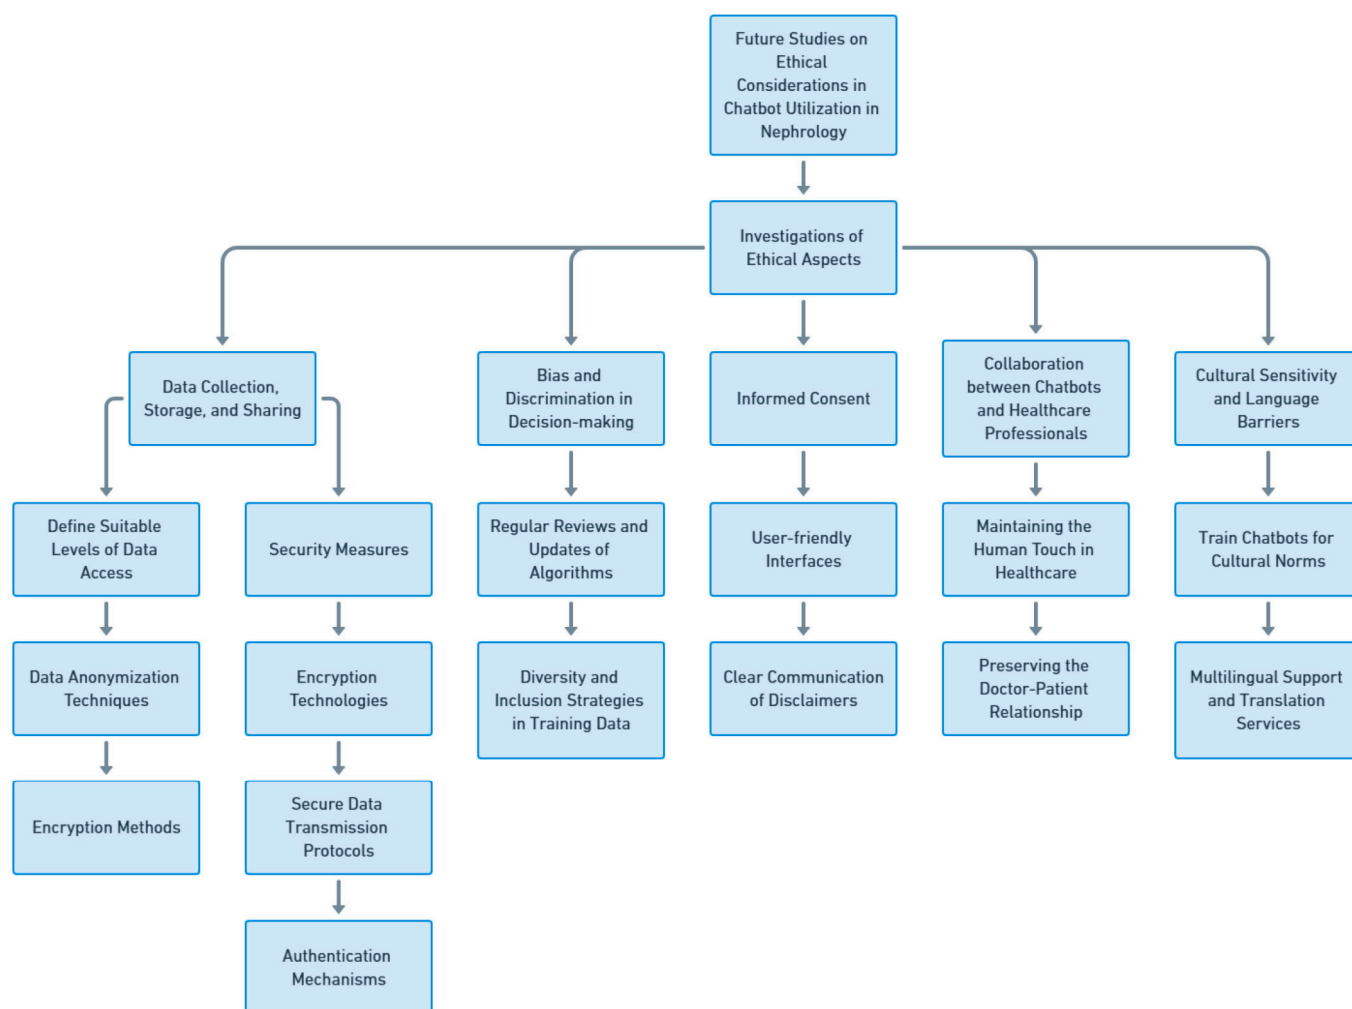 Future Studies on
Ethical
Considerations in
Chatbot Utilization in
Nephrology
Investigations of
Ethical Aspects
Data Collection,
Storage, and Sharing
Bias and
Discrimination in
Decision-making
Informed Consent
Collaboration
between Chatbots
and Healthcare
Professionals
Cultural Sensitivity
and Language
Barriers
Define Suitable
Levels of Data
Access
Security Measures
Regular Reviews and
Updates of
Algorithms
User-friendly
Interfaces
Maintaining the
Human Touch in
Healthcare
Train Chatbots for
Cultural Norms
Data Anonymization
Techniques
Encryption
Technologies
Diversity and
Inclusion Strategies
in Training Data
Clear Communication
of Disclaimers
Preserving the
Doctor-Patient
Relationship
Multilingual Support
and Translation
Services
Encryption Methods
Secure Data
Transmission
Protocols
Authentication
Mechanisms